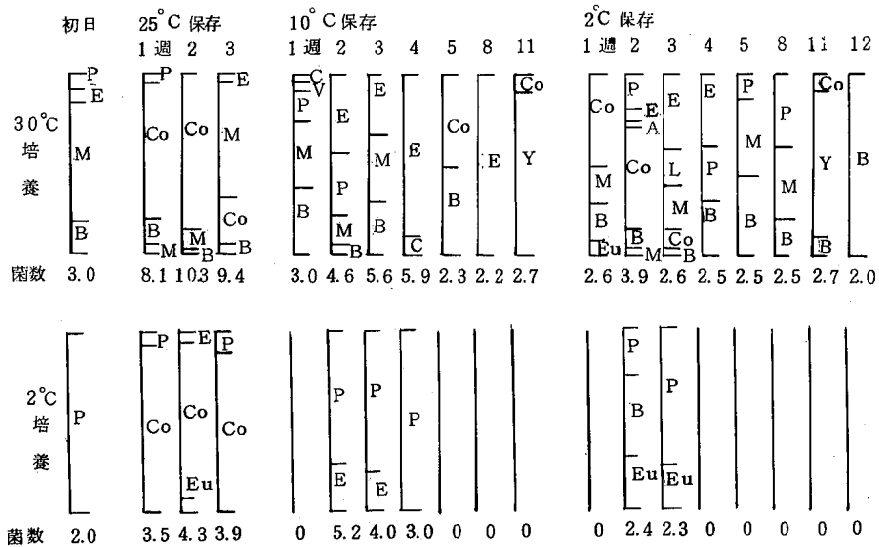 初日 25°C 保存 10°C 保存 2°C 保存
1週 2 3 1週 2 3 4 5 8 11 1週 2 3 4 5 8 11 12
30°C 培養
P E M B
P Co B M
Co M B
E M Co B
C V P M B
E P M B
E M B
E C
Co B
E
Co Y
Co M B Eu
P E A Co B M
E L M Co B
E P B
P M B
P M B
Co Y B
B
菌数 3.0 8.1 10.3 9.4 3.0 4.6 5.6 5.9 2.3 2.2 2.7 2.6 3.9 2.6 2.5 2.5 2.5 2.7 2.0
2°C 培養
P
P Co
E Co Eu
P Co
P E
P E
P
P B Eu
P Eu
菌数 2.0 3.5 4.3 3.9 0 5.2 4.0 3.0 0 0 0 0 2.4 2.3 0 0 0 0 0